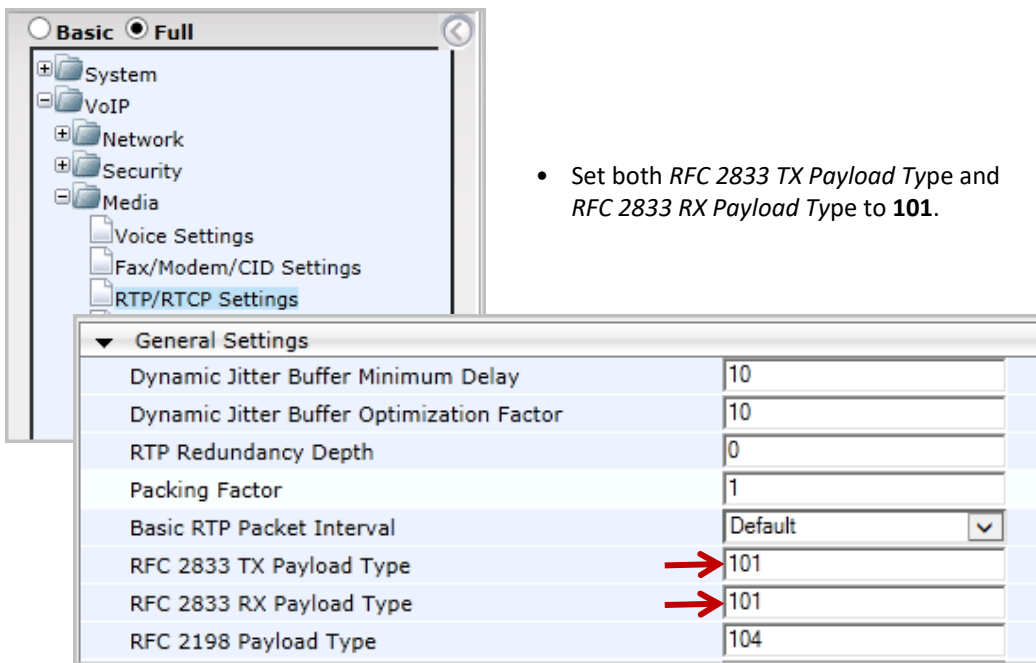 Basic Full
System
VoIP
Network
Security
Media
Voice Settings
Fax/Modem/CID Settings
RTP/RTCP Settings
• Set both RFC 2833 TX Payload Type and
RFC 2833 RX Payload Type to 101.
General Settings
Dynamic Jitter Buffer Minimum Delay 10
Dynamic Jitter Buffer Optimization Factor 10
RTP Redundancy Depth 0
Packing Factor 1
Basic RTP Packet Interval Default
RFC 2833 TX Payload Type 101
RFC 2833 RX Payload Type 101
RFC 2198 Payload Type 104